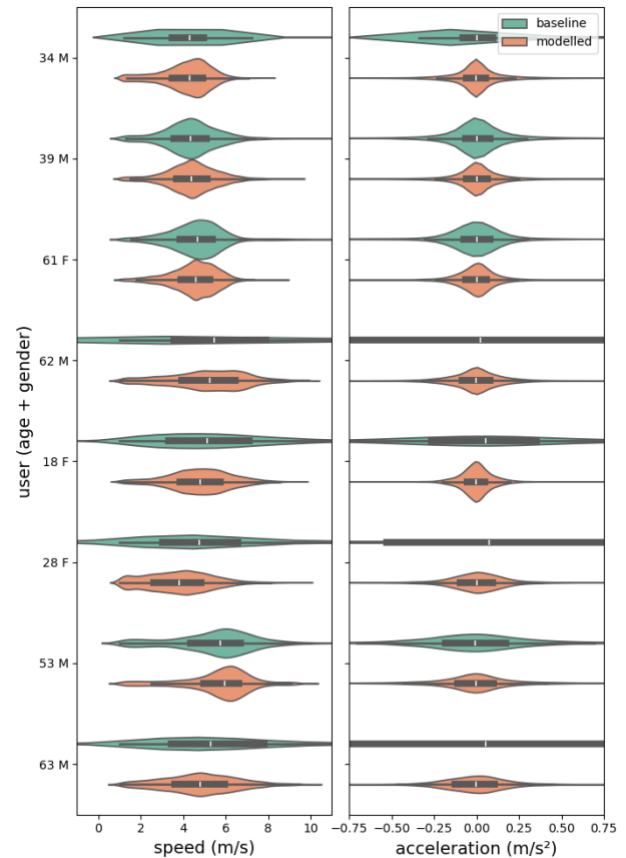 baseline
modelled
34 M
39 M
61 F
62 M
18 F
28 F
53 M
63 M
user (age + gender)
0 2 4 6 8 10
−0.75 −0.50 −0.25 0.00 0.25 0.50 0.75
speed (m/s)
acceleration (m/s²)